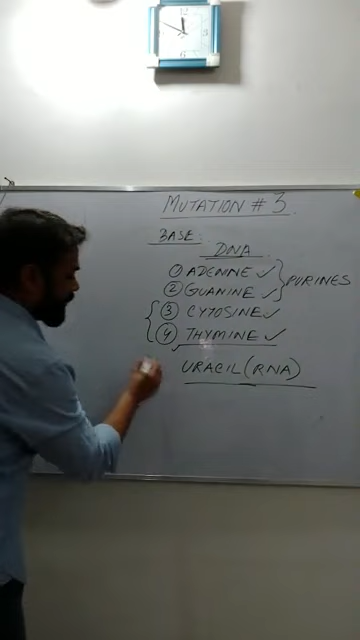 MUTATION # 3
BASE:
DNA
① ADENINE ✓
② GUANINE ✓ } PURINES
③ CYTOSINE ✓
④ THYMINE ✓
URACIL (RNA)